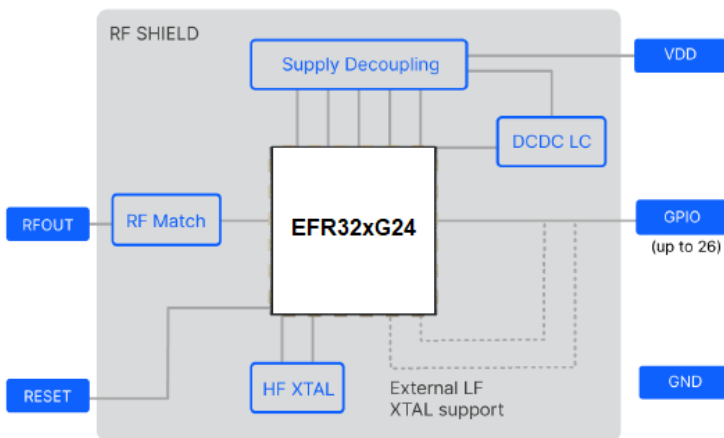 RF SHIELD
Supply Decoupling
VDD
DCDC LC
RFOUT
RF Match
EFR32xG24
GPIO
(up to 26)
RESET
HF XTAL
External LF
XTAL support
GND